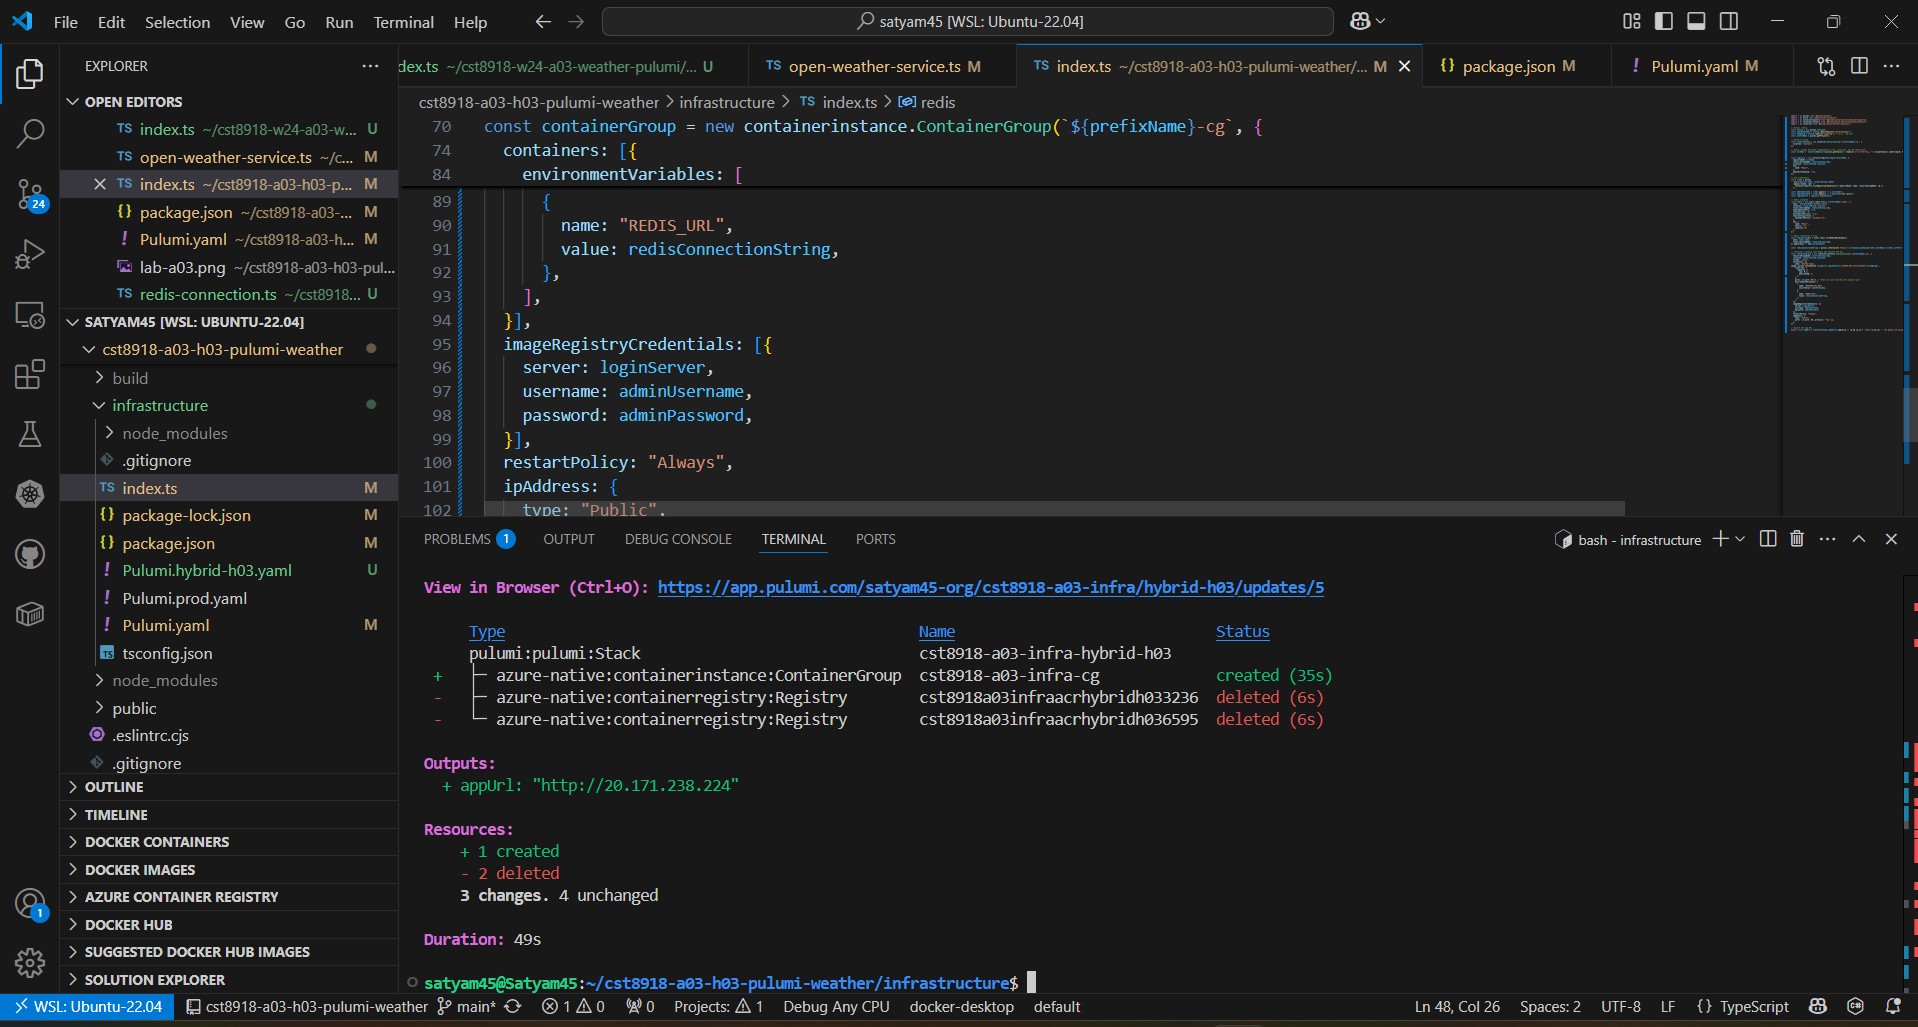 File Edit Selection View Go Run Terminal Help
satyam45 [WSL: Ubuntu-22.04]
EXPLORER
OPEN EDITORS
TS index.ts ~/cst8918-w24-a03-w... U
TS open-weather-service.ts ~/c... M
TS index.ts ~/cst8918-a03-h03-p... M
{} package.json ~/cst8918-a03-... M
! Pulumi.yaml ~/cst8918-a03-h... M
lab-a03.png ~/cst8918-a03-h03-pul...
TS redis-connection.ts ~/cst8918... U
SATYAM45 [WSL: UBUNTU-22.04]
cst8918-a03-h03-pulumi-weather
build
infrastructure
node_modules
.gitignore
TS index.ts M
{} package-lock.json M
{} package.json M
! Pulumi.hybrid-h03.yaml U
! Pulumi.prod.yaml
! Pulumi.yaml M
TS tsconfig.json
node_modules
public
.eslintrc.cjs
.gitignore
OUTLINE
TIMELINE
DOCKER CONTAINERS
DOCKER IMAGES
AZURE CONTAINER REGISTRY
DOCKER HUB
SUGGESTED DOCKER HUB IMAGES
SOLUTION EXPLORER
24
1
dex.ts ~/cst8918-w24-a03-weather-pulumi/... U
TS open-weather-service.ts M
TS index.ts ~/cst8918-a03-h03-pulumi-weather/... M
{} package.json M
! Pulumi.yaml M
cst8918-a03-h03-pulumi-weather > infrastructure > TS index.ts > redis
70 const containerGroup = new containerinstance.ContainerGroup(`${prefixName}-cg`, {
74 containers: [{
84 environmentVariables: [
89 {
90 name: "REDIS_URL",
91 value: redisConnectionString,
92 },
93 ],
94 }],
95 imageRegistryCredentials: [{
96 server: loginServer,
97 username: adminUsername,
98 password: adminPassword,
99 }],
100 restartPolicy: "Always",
101 ipAddress: {
102 type: "Public",
PROBLEMS 1 OUTPUT DEBUG CONSOLE TERMINAL PORTS
bash - infrastructure
View in Browser (Ctrl+O): https://app.pulumi.com/satyam45-org/cst8918-a03-infra/hybrid-h03/updates/5
Type Name Status
pulumi:pulumi:Stack cst8918-a03-infra-hybrid-h03
+ azure-native:containerinstance:ContainerGroup cst8918-a03-infra-cg created (35s)
- azure-native:containerregistry:Registry cst8918a03infraacrhybridh033236 deleted (6s)
- azure-native:containerregistry:Registry cst8918a03infraacrhybridh036595 deleted (6s)
Outputs:
+ appUrl: "http://20.171.238.224"
Resources:
+ 1 created
- 2 deleted
3 changes. 4 unchanged
Duration: 49s
satyam45@Satyam45:~/cst8918-a03-h03-pulumi-weather/infrastructure$
WSL: Ubuntu-22.04 cst8918-a03-h03-pulumi-weather main* 1 0 0 Projects: 1 Debug Any CPU docker-desktop default Ln 48, Col 26 Spaces: 2 UTF-8 LF {} TypeScript